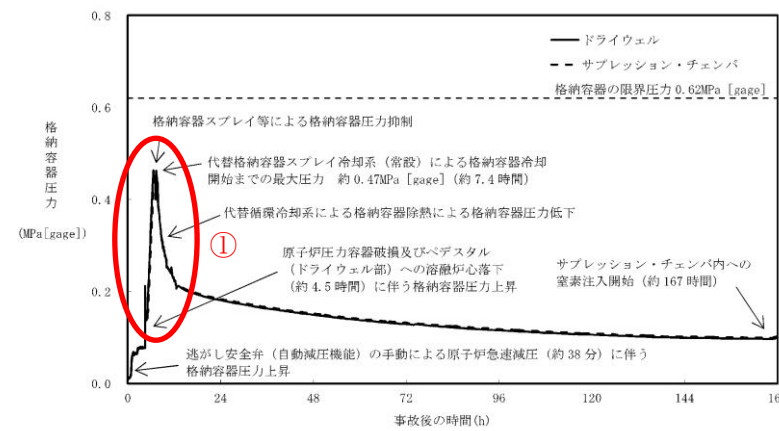 0.8
ドライウェル
サプレッション・チェンバ
格納容器の限界圧力 0.62MPa [gage]
0.6
格納容器スプレイ等による格納容器圧力抑制
代替格納容器スプレイ冷却系（常設）による格納容器冷却
開始までの最大圧力　約 0.47MPa [gage]（約 7.4 時間）
格納容器圧力
(MPa[gage])
0.4
代替循環冷却系による格納容器除熱による格納容器圧力低下
①
原子炉圧力容器破損及びペデスタル
（ドライウェル部）への溶融炉心落下
（約 4.5 時間）に伴う格納容器圧力上昇
サプレッション・チェンバ内への
窒素注入開始（約 167 時間）
0.2
逃がし安全弁（自動減圧機能）の手動による原子炉急速減圧（約 38 分）に伴う
格納容器圧力上昇
0.0
0 24 48 72 96 120 144 16
事故後の時間(h)